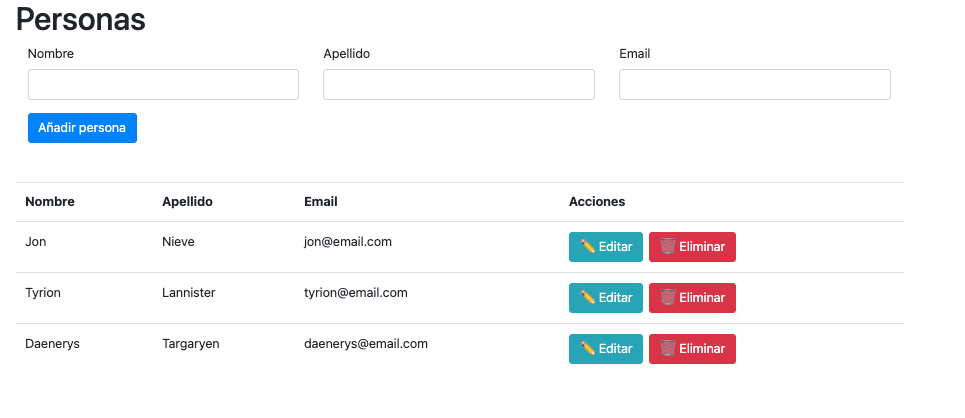 Personas
Nombre Apellido Email
Añadir persona
Nombre Apellido Email Acciones
Jon Nieve jon@email.com ✏️ Editar 🗑️ Eliminar
Tyrion Lannister tyrion@email.com ✏️ Editar 🗑️ Eliminar
Daenerys Targaryen daenerys@email.com ✏️ Editar 🗑️ Eliminar